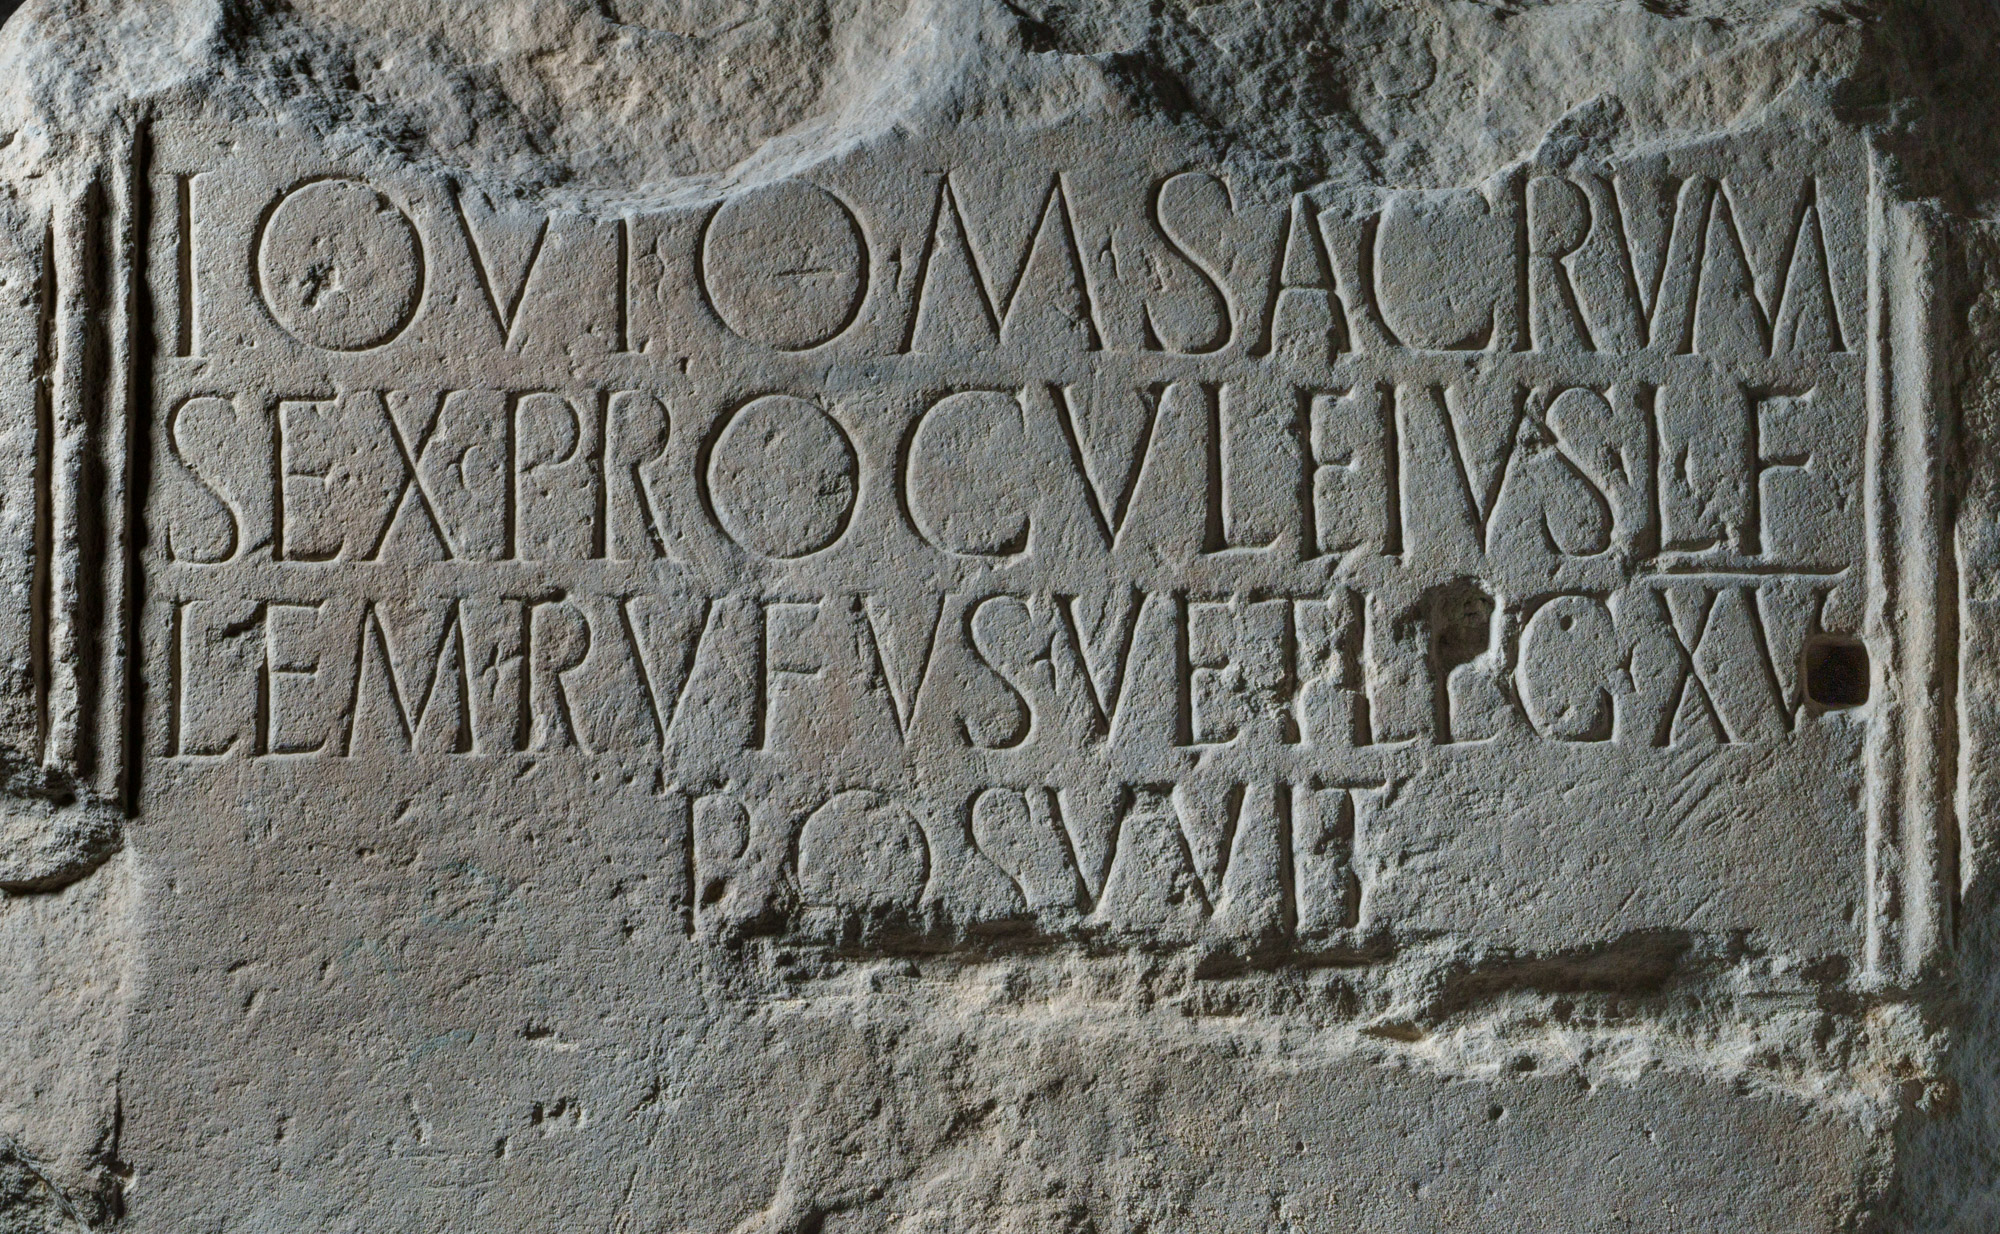 IOVI · O · M · SACRVM
SEX · PROCVLEIVS L F
LEM · RVFVS · VET LEG · XV
POSVVIT